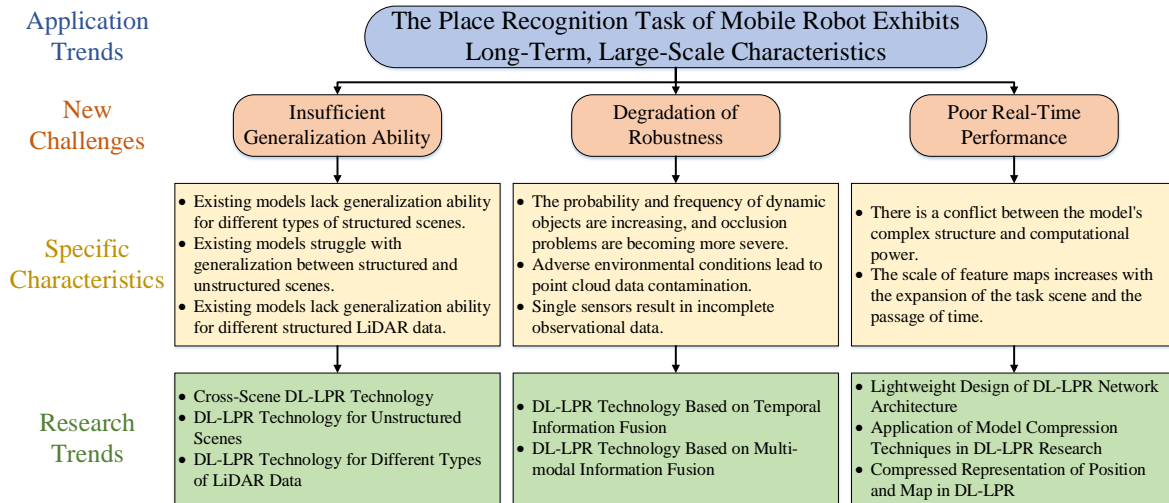 Application
Trends
The Place Recognition Task of Mobile Robot Exhibits
Long-Term, Large-Scale Characteristics
New
Challenges
Insufficient
Generalization Ability
Degradation of
Robustness
Poor Real-Time
Performance
Specific
Characteristics
• Existing models lack generalization ability
for different types of structured scenes.
• Existing models struggle with
generalization between structured and
unstructured scenes.
• Existing models lack generalization ability
for different structured LiDAR data.
• The probability and frequency of dynamic
objects are increasing, and occlusion
problems are becoming more severe.
• Adverse environmental conditions lead to
point cloud data contamination.
• Single sensors result in incomplete
observational data.
• There is a conflict between the model's
complex structure and computational
power.
• The scale of feature maps increases with
the expansion of the task scene and the
passage of time.
Research
Trends
• Cross-Scene DL-LPR Technology
• DL-LPR Technology for Unstructured
Scenes
• DL-LPR Technology for Different Types
of LiDAR Data
• DL-LPR Technology Based on Temporal
Information Fusion
• DL-LPR Technology Based on Multi-
modal Information Fusion
• Lightweight Design of DL-LPR Network
Architecture
• Application of Model Compression
Techniques in DL-LPR Research
• Compressed Representation of Position
and Map in DL-LPR